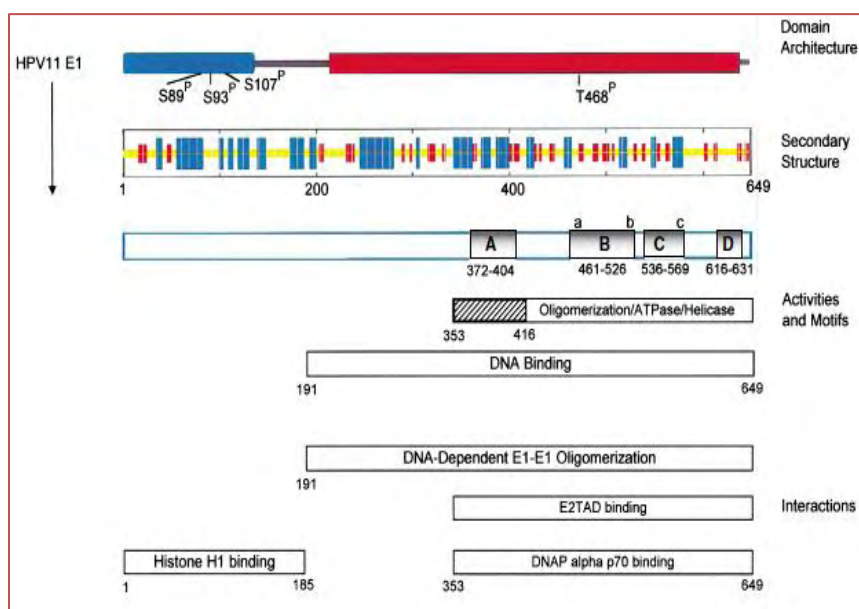 Domain
Architecture
HPV11 E1
S89P
S93P
S107P
T468P
Secondary
Structure
1 200 400 649
a b c
A B C D
372-404 461-526 536-569 616-631
Activities
and Motifs
Oligomerization/ATPase/Helicase
353 416
DNA Binding
191 649
DNA-Dependent E1-E1 Oligomerization
191
E2TAD binding
Interactions
Histone H1 binding DNAP alpha p70 binding
1 185 353 649